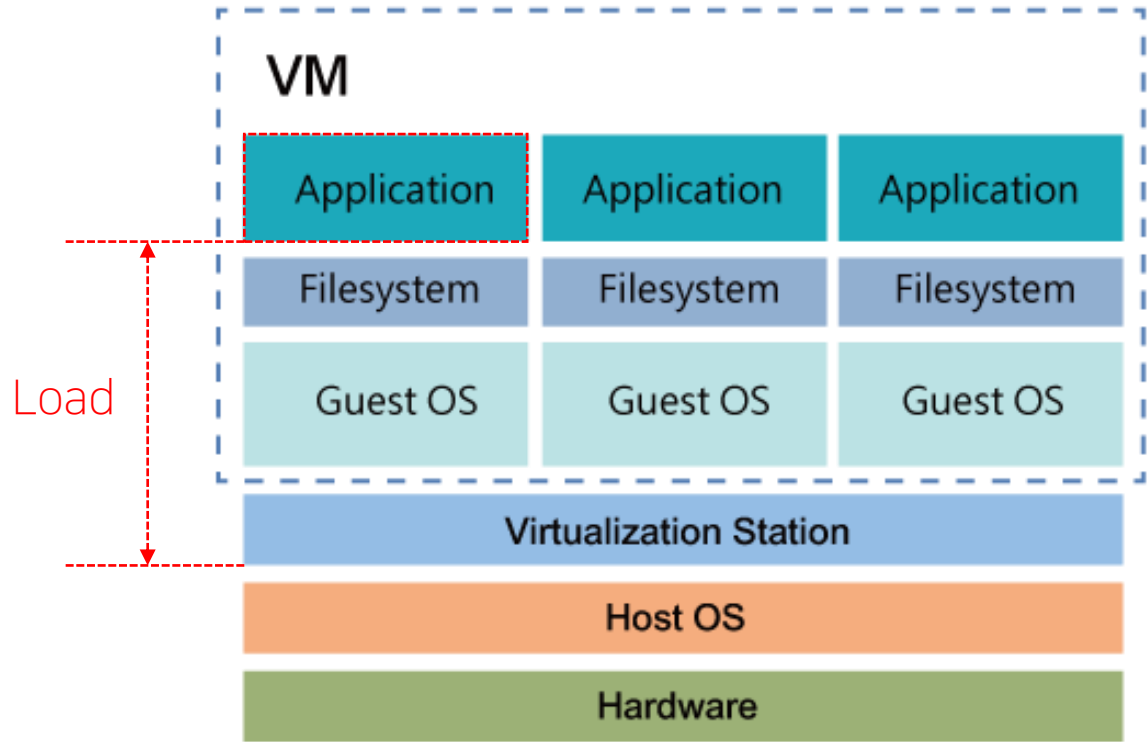 VM
Application Application Application
Filesystem Filesystem Filesystem
Load
Guest OS Guest OS Guest OS
Virtualization Station
Host OS
Hardware